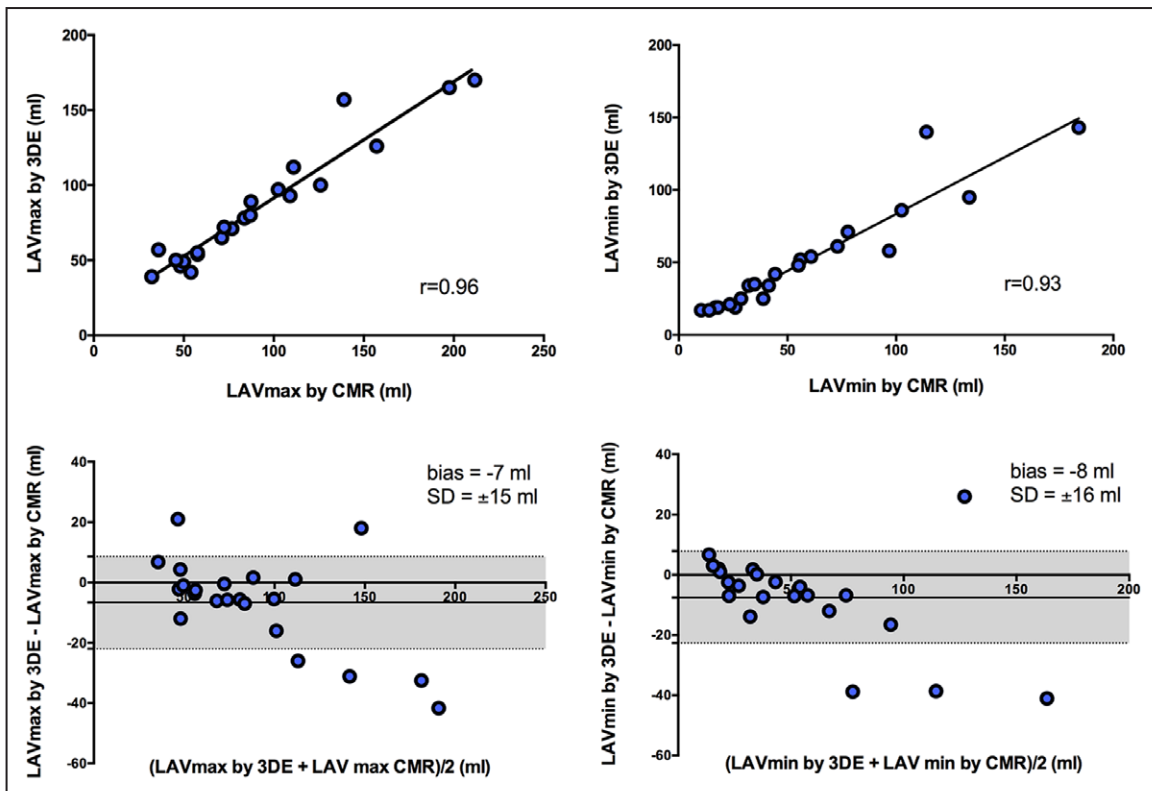 200
150
100
50
0
LAVmax by 3DE (ml)
r=0.96
0 50 100 150 200 250
LAVmax by CMR (ml)
200
150
100
50
0
LAVmin by 3DE (ml)
r=0.93
0 50 100 150 200
LAVmin by CMR (ml)
40
20
0
-20
-40
-60
LAVmax by 3DE - LAVmax by CMR (ml)
bias = -7 ml
SD = ±15 ml
50 100 150 200 250
(LAVmax by 3DE + LAV max CMR)/2 (ml)
40
20
0
-20
-40
-60
LAVmin by 3DE - LAVmin by CMR (ml)
bias = -8 ml
SD = ±16 ml
50 100 150 200
(LAVmin by 3DE + LAV min by CMR)/2 (ml)